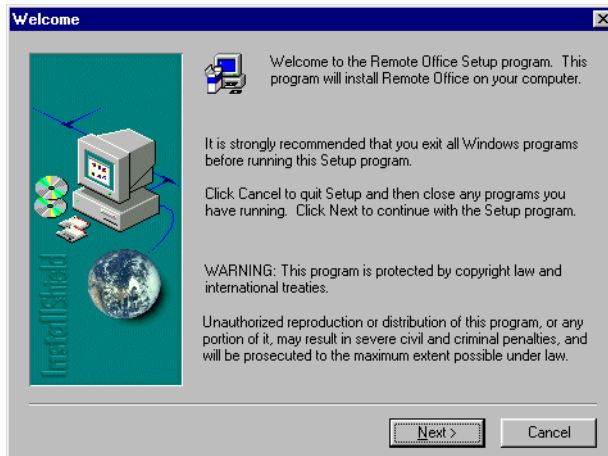 Welcome
Welcome to the Remote Office Setup program. This
program will install Remote Office on your computer.
It is strongly recommended that you exit all Windows programs
before running this Setup program.
Click Cancel to quit Setup and then close any programs you
have running. Click Next to continue with the Setup program.
WARNING: This program is protected by copyright law and
international treaties.
Unauthorized reproduction or distribution of this program, or any
portion of it, may result in severe civil and criminal penalties, and
will be prosecuted to the maximum extent possible under law.
InstallShield
Next >
Cancel